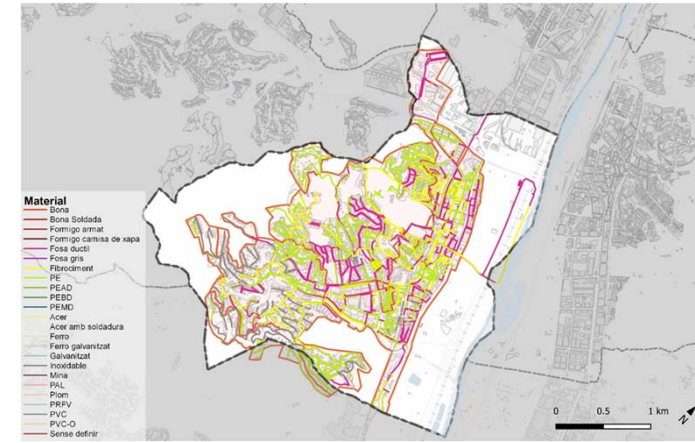 Material
Bona
Bona Soldada
Formigo armat
Formigo camisa de xapa
Fosa ductil
Fosa gris
Fibrociment
PE
PEAD
PEBD
PEMD
Acer
Acer amb soldadura
Ferro
Ferro galvanitzat
Galvanitzat
Inoxidable
Mina
PAL
Plom
PRFV
PVC
PVC-O
Sense definir
0 0.5 1 km
N